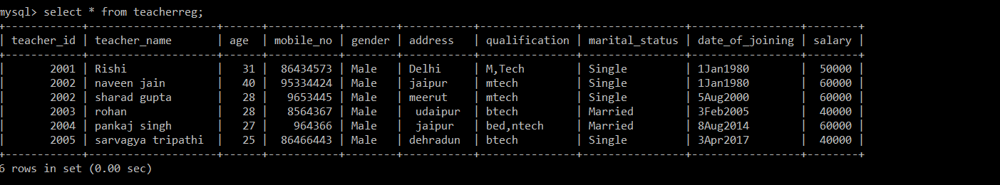 mysql> select * from teacherreg;
+------------+--------------------+------+-----------+--------+----------+---------------+----------------+-----------------+--------+
| teacher_id | teacher_name       | age  | mobile_no | gender | address  | qualification | marital_status | date_of_joining | salary |
+------------+--------------------+------+-----------+--------+----------+---------------+----------------+-----------------+--------+
|       2001 | Rishi              |   31 |  86434573 | Male   | Delhi    | M,Tech        | Single         | 1Jan1980        |  50000 |
|       2002 | naveen jain        |   40 |  95334424 | Male   | jaipur   | mtech         | Single         | 1Jan1980        |  60000 |
|       2002 | sharad gupta       |   28 |   9653445 | Male   | meerut   | mtech         | Single         | 5Aug2000        |  60000 |
|       2003 | rohan              |   28 |   8564367 | Male   |  udaipur | btech         | Married        | 3Feb2005        |  40000 |
|       2004 | pankaj singh       |   27 |    964366 | Male   |  jaipur  | bed,ntech     | Married        | 8Aug2014        |  60000 |
|       2005 | sarvagya tripathi  |   25 |  86466443 | Male   | dehradun | btech         | Single         | 3Apr2017        |  40000 |
+------------+--------------------+------+-----------+--------+----------+---------------+----------------+-----------------+--------+
6 rows in set (0.00 sec)